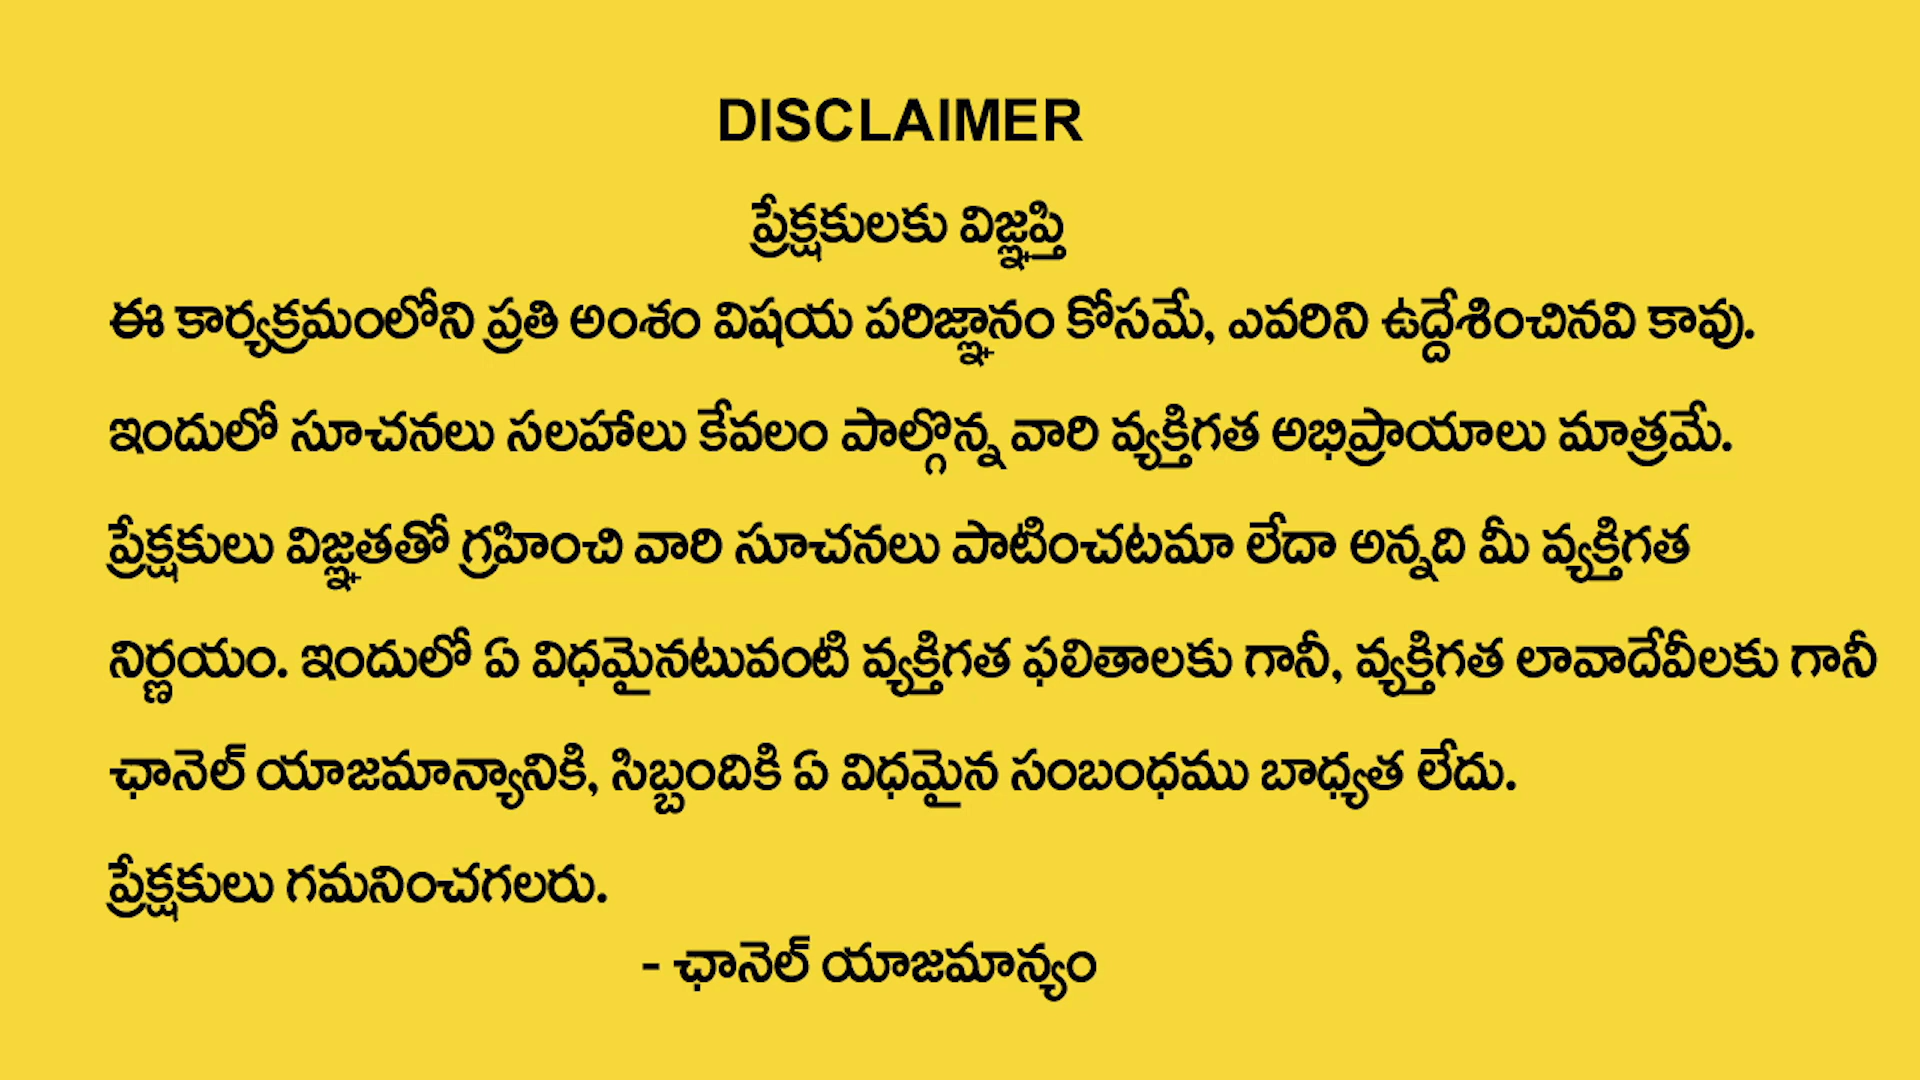 DISCLAIMER
ప్రేక్షకులకు విజ్ఞప్తి
ఈ కార్యక్రమంలోని ప్రతి అంశం విషయ పరిజ్ఞానం కోసమే, ఎవరిని ఉద్దేశించినవి కావు.
ఇందులో సూచనలు సలహాలు కేవలం పాల్గొన్న వారి వ్యక్తిగత అభిప్రాయాలు మాత్రమే.
ప్రేక్షకులు విజ్ఞతతో గ్రహించి వారి సూచనలు పాటించటమా లేదా అన్నది మీ వ్యక్తిగత
నిర్ణయం. ఇందులో ఏ విధమైనటువంటి వ్యక్తిగత ఫలితాలకు గానీ, వ్యక్తిగత లావాదేవీలకు గానీ
ఛానెల్ యాజమాన్యానికి, సిబ్బందికి ఏ విధమైన సంబంధము బాధ్యత లేదు.
ప్రేక్షకులు గమనించగలరు.
- ఛానెల్ యాజమాన్యం